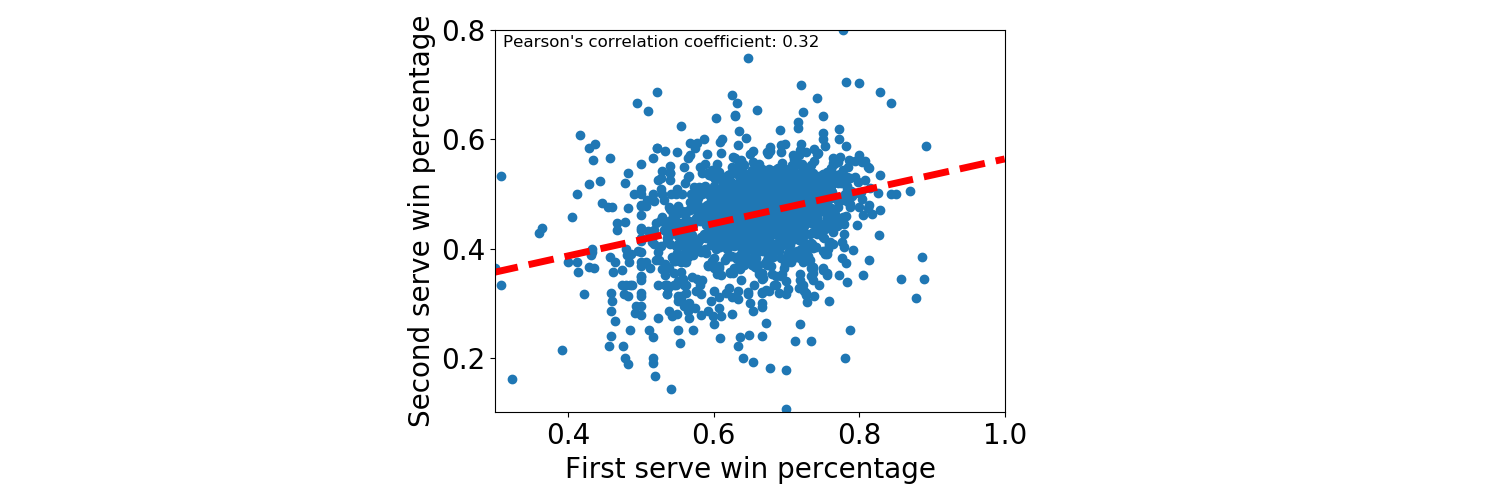 Pearson's correlation coefficient: 0.32
Second serve win percentage
0.8
0.6
0.4
0.2
0.4 0.6 0.8 1.0
First serve win percentage